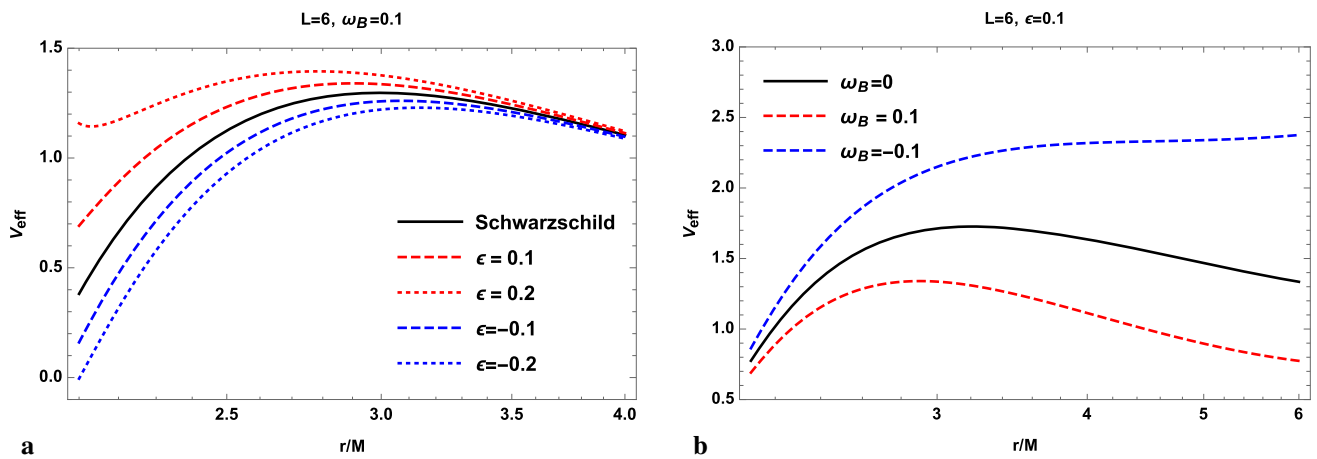 L=6, ω_B=0.1
1.5
1.0
0.5
0.0
V_eff
Schwarzschild
ϵ = 0.1
ϵ = 0.2
ϵ=−0.1
ϵ=−0.2
2.5 3.0 3.5 4.0
r/M
a
L=6, ϵ=0.1
3.0
2.5
2.0
1.5
1.0
0.5
V_eff
ω_B=0
ω_B = 0.1
ω_B=−0.1
3 4 5 6
r/M
b